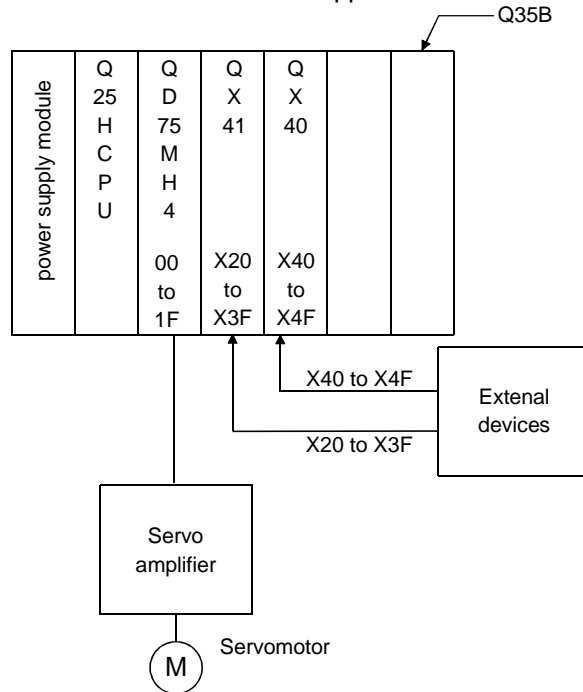 Q35B
power supply module
Q
25
H
C
P
U
Q
D
75
M
H
4
00
to
1F
Q
X
41
X20
to
X3F
Q
X
40
X40
to
X4F
X40 to X4F
X20 to X3F
Extenal
devices
Servo
amplifier
M
Servomotor